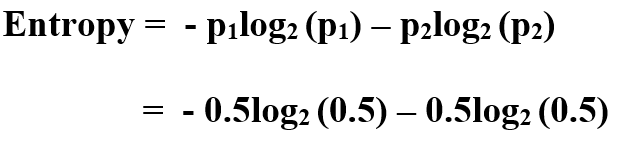 Entropy = - p₁log₂ (p₁) – p₂log₂ (p₂)
= - 0.5log₂ (0.5) – 0.5log₂ (0.5)